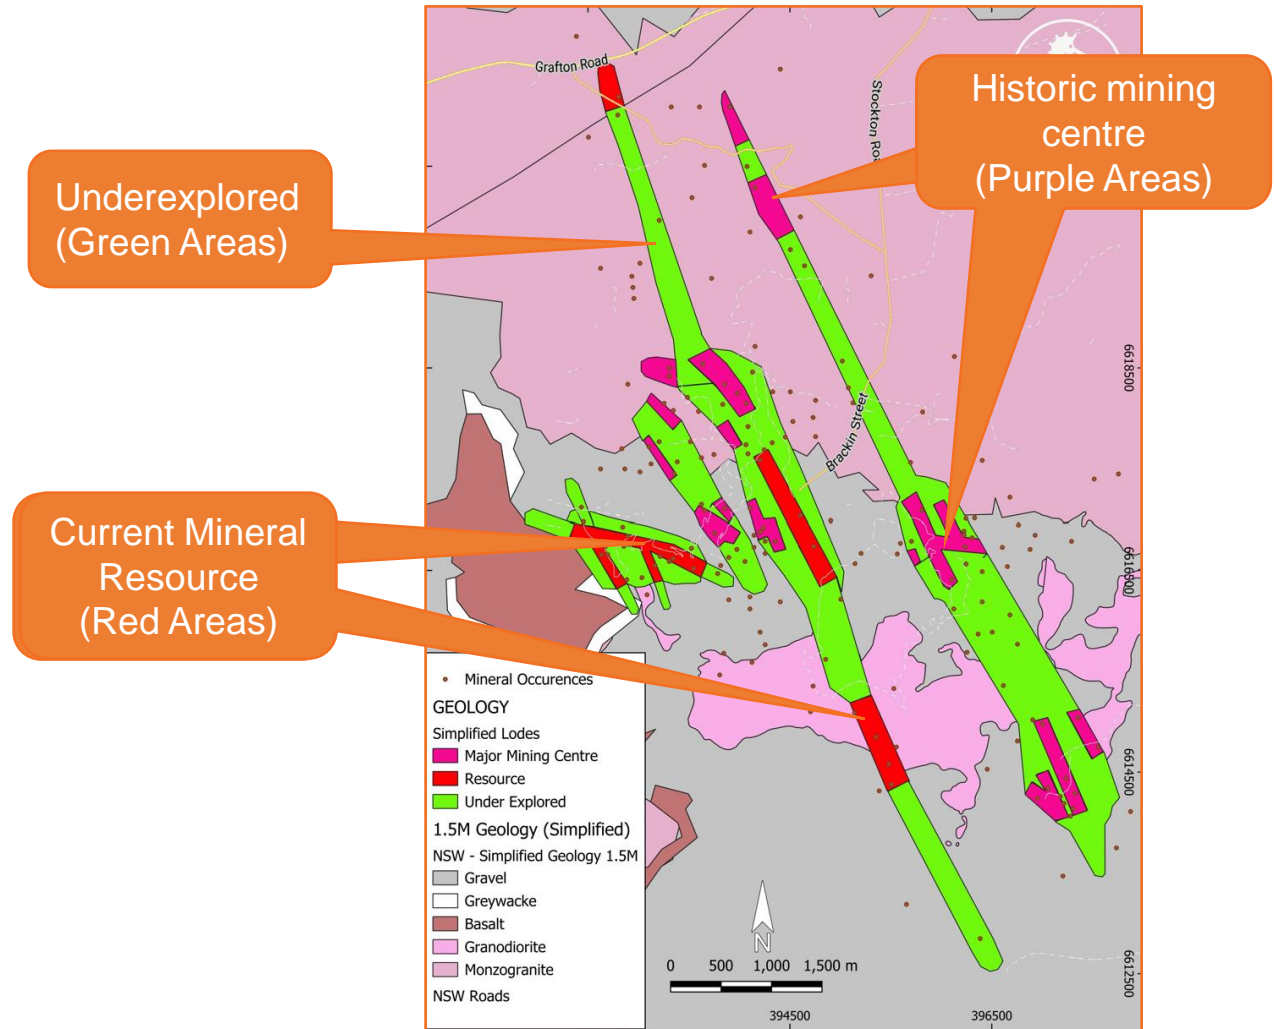 Grafton Road
Stockton Roa
Historic mining
centre
(Purple Areas)
Underexplored
(Green Areas)
6618500
Brackin Street
Current Mineral
Resource
(Red Areas)
6616500
Mineral Occurences
GEOLOGY
Simplified Lodes
Major Mining Centre
Resource
Under Explored
6614500
1.5M Geology (Simplified)
NSW - Simplified Geology 1.5M
Gravel
Greywacke
Basalt
Granodiorite
Monzogranite
NSW Roads
N
0 500 1,000 1,500 m
6612500
394500 396500